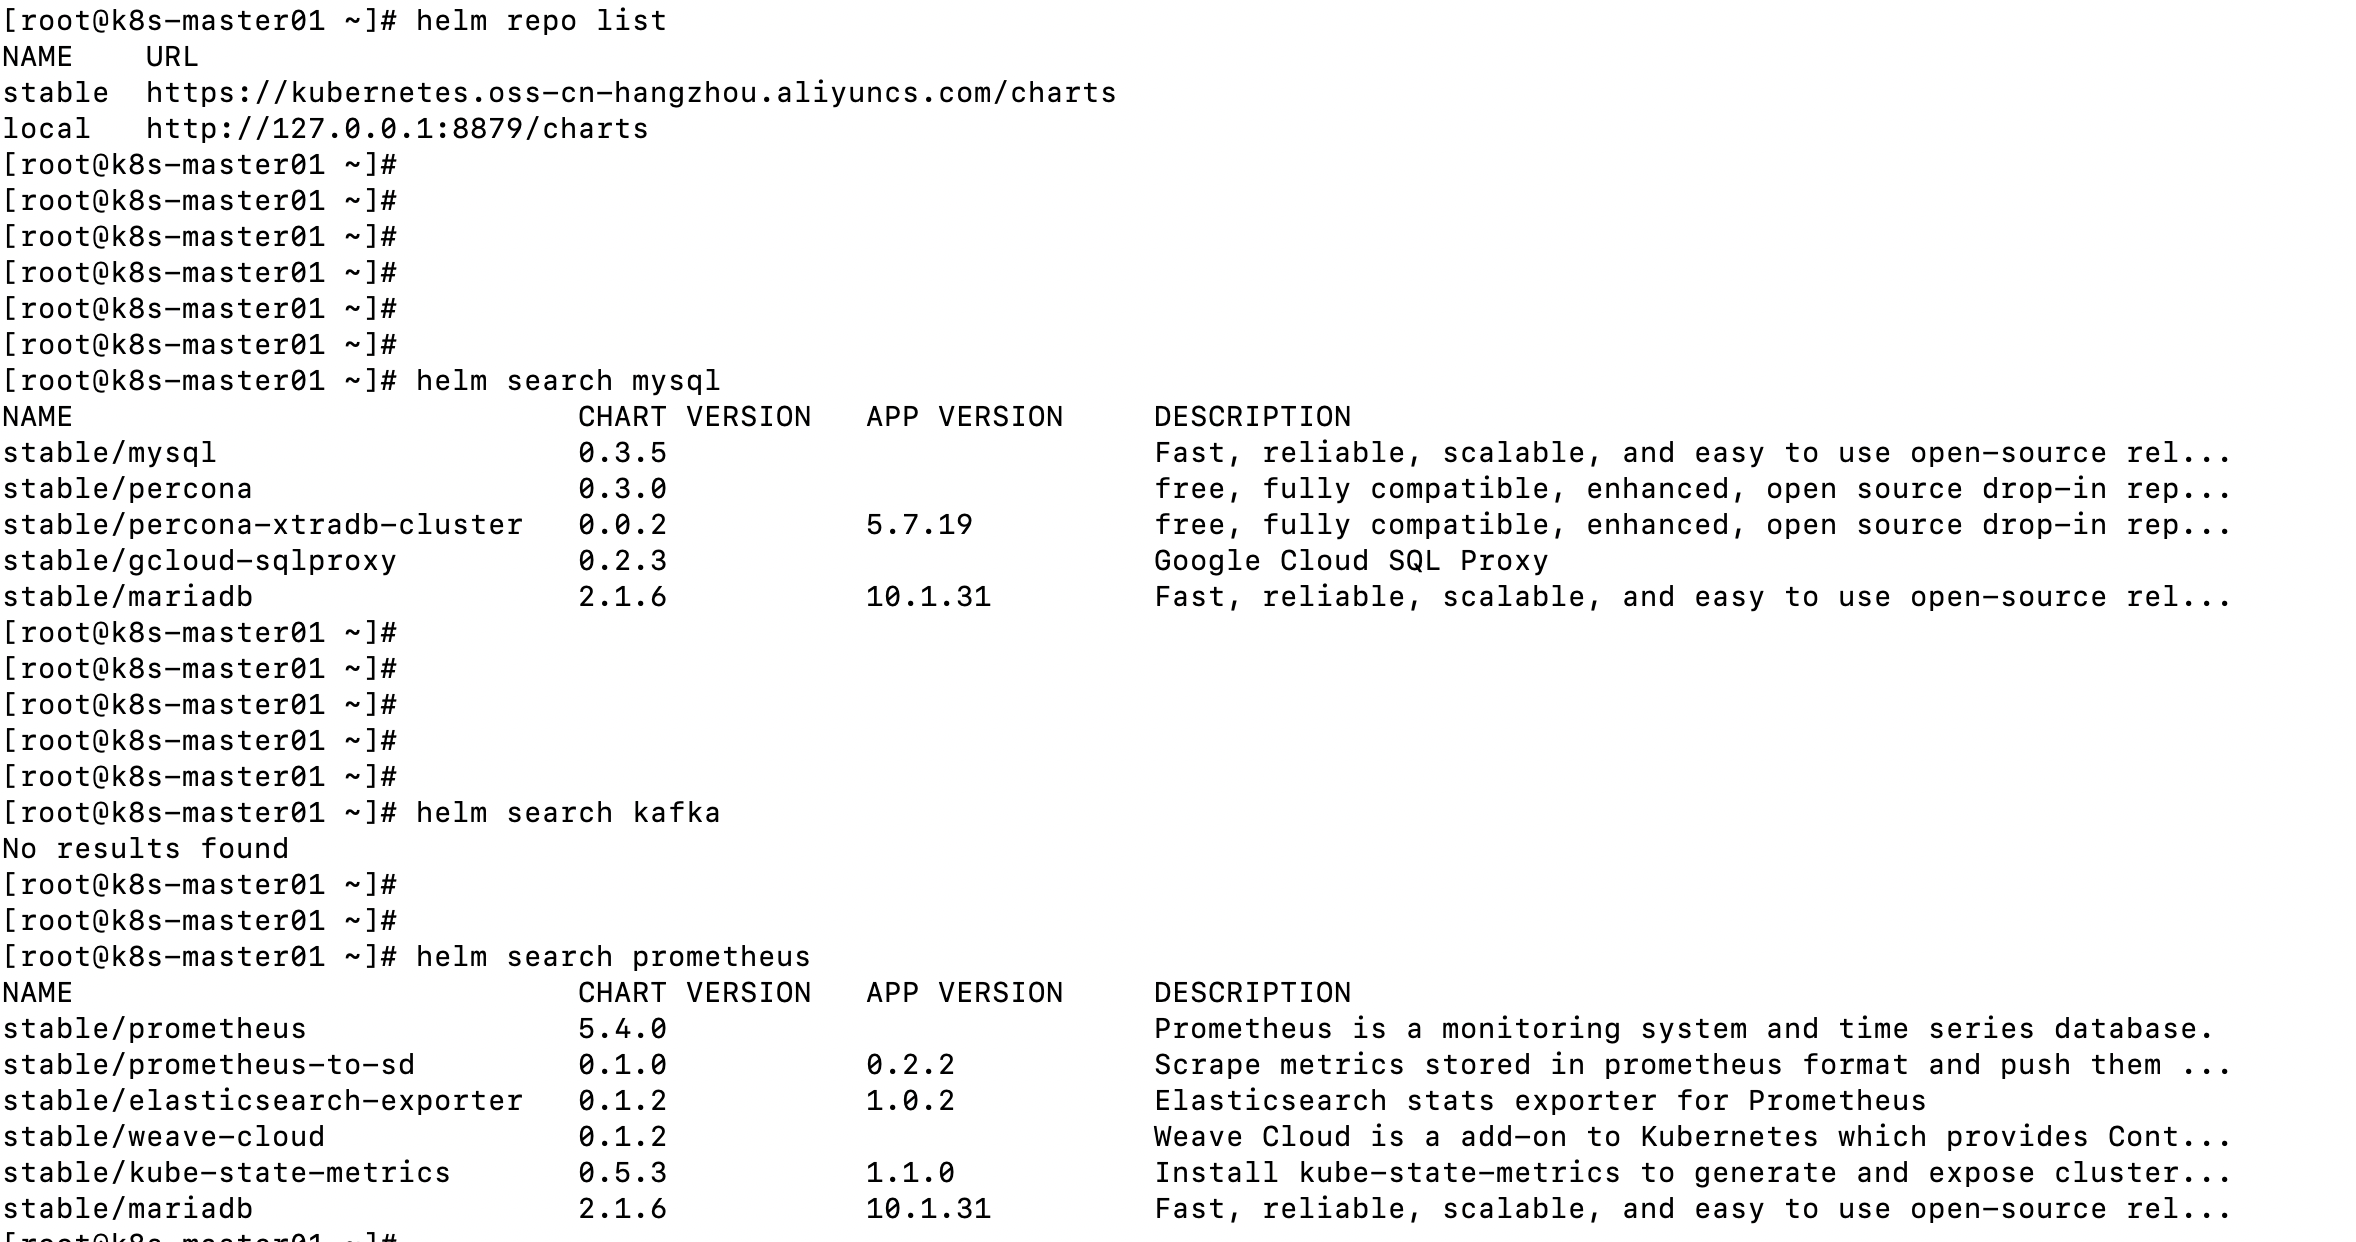 [root@k8s-master01 ~]# helm repo list
NAME    URL
stable  https://kubernetes.oss-cn-hangzhou.aliyuncs.com/charts
local   http://127.0.0.1:8879/charts
[root@k8s-master01 ~]#
[root@k8s-master01 ~]#
[root@k8s-master01 ~]#
[root@k8s-master01 ~]#
[root@k8s-master01 ~]#
[root@k8s-master01 ~]#
[root@k8s-master01 ~]# helm search mysql
NAME                            CHART VERSION   APP VERSION     DESCRIPTION
stable/mysql                    0.3.5                           Fast, reliable, scalable, and easy to use open-source rel...
stable/percona                  0.3.0                           free, fully compatible, enhanced, open source drop-in rep...
stable/percona-xtradb-cluster   0.0.2           5.7.19          free, fully compatible, enhanced, open source drop-in rep...
stable/gcloud-sqlproxy          0.2.3                           Google Cloud SQL Proxy
stable/mariadb                  2.1.6           10.1.31         Fast, reliable, scalable, and easy to use open-source rel...
[root@k8s-master01 ~]#
[root@k8s-master01 ~]#
[root@k8s-master01 ~]#
[root@k8s-master01 ~]#
[root@k8s-master01 ~]#
[root@k8s-master01 ~]# helm search kafka
No results found
[root@k8s-master01 ~]#
[root@k8s-master01 ~]#
[root@k8s-master01 ~]# helm search prometheus
NAME                            CHART VERSION   APP VERSION     DESCRIPTION
stable/prometheus               5.4.0                           Prometheus is a monitoring system and time series database.
stable/prometheus-to-sd         0.1.0           0.2.2           Scrape metrics stored in prometheus format and push them ...
stable/elasticsearch-exporter   0.1.2           1.0.2           Elasticsearch stats exporter for Prometheus
stable/weave-cloud              0.1.2                           Weave Cloud is a add-on to Kubernetes which provides Cont...
stable/kube-state-metrics       0.5.3           1.1.0           Install kube-state-metrics to generate and expose cluster...
stable/mariadb                  2.1.6           10.1.31         Fast, reliable, scalable, and easy to use open-source rel...
[root@k8s-master01 ~]#